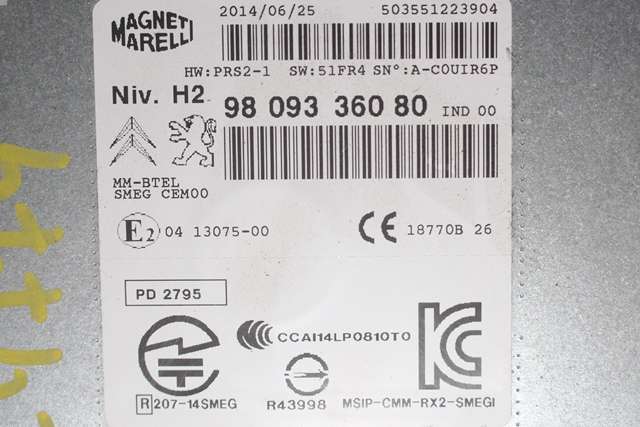 MAGNETI
MARELLI
2014/06/25 503551223904
HW:PRS2-1 SW:51FR4 SN°:A-C0UIR6P
Niv. H2 98 093 360 80 IND 00
MM-BTEL
SMEG CEM00
E2 04 13075-00 CE 18770B 26
PD 2795
CCAI14LP0810T0
R 207-14SMEG R43998 MSIP-CMM-RX2-SMEGI